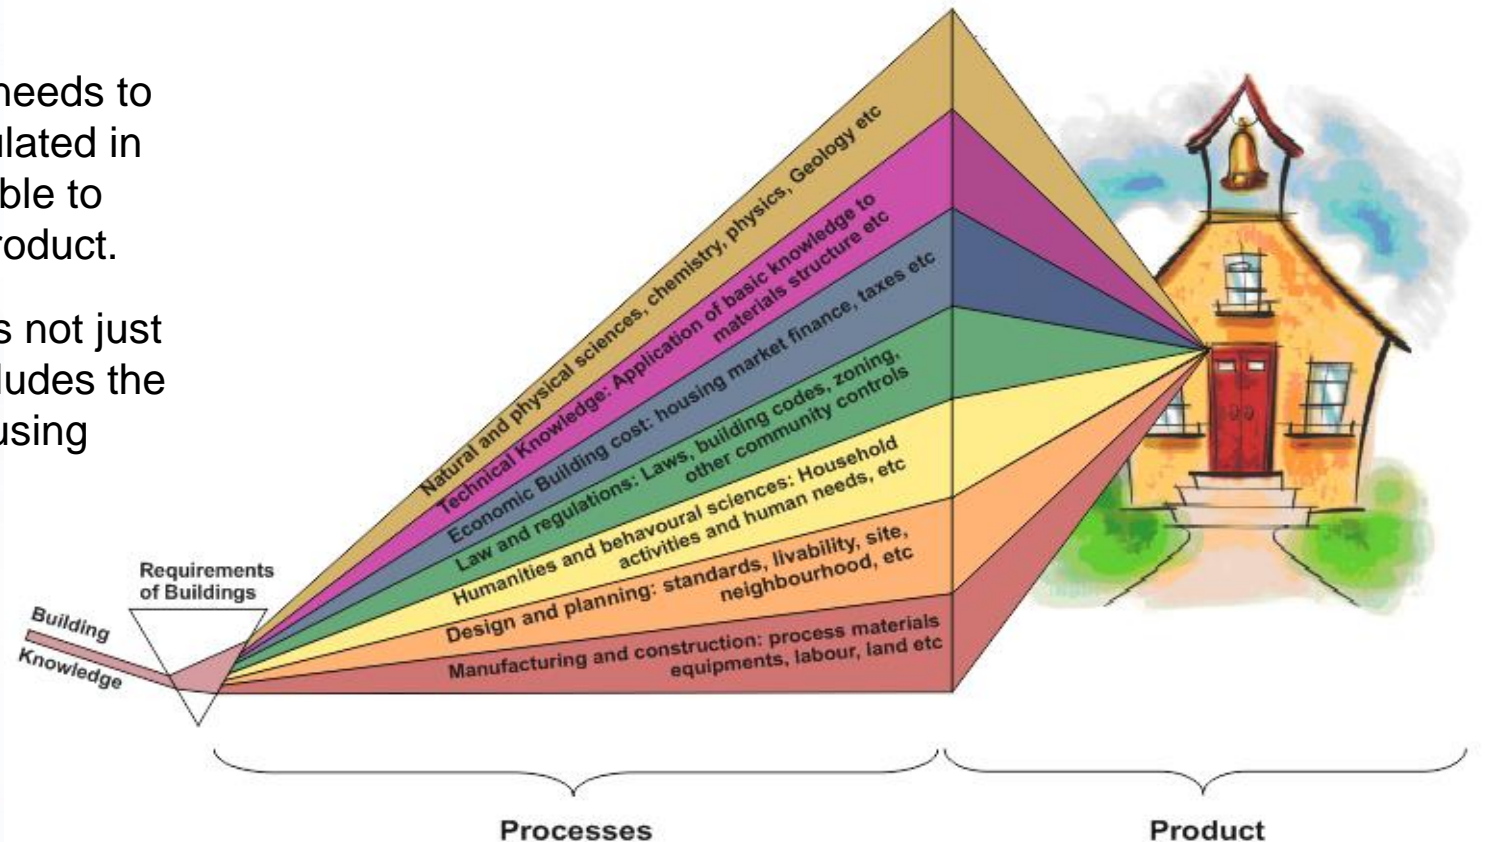 needs to
ulated in
ble to
roduct.
s not just
ludes the
using
Natural and physical sciences, chemistry, physics, Geology etc
Technical Knowledge: Application of basic knowledge to
materials structure etc
Economic Building cost: housing market finance, taxes etc
Law and regulations: Laws, building codes, zoning,
other community controls
Humanities and behavoural sciences: Household
activities and human needs, etc
Design and planning: standards, livability, site,
neighbourhood, etc
Manufacturing and construction: process materials
equipments, labour, land etc
Requirements
of Buildings
Building
Knowledge
Processes
Product